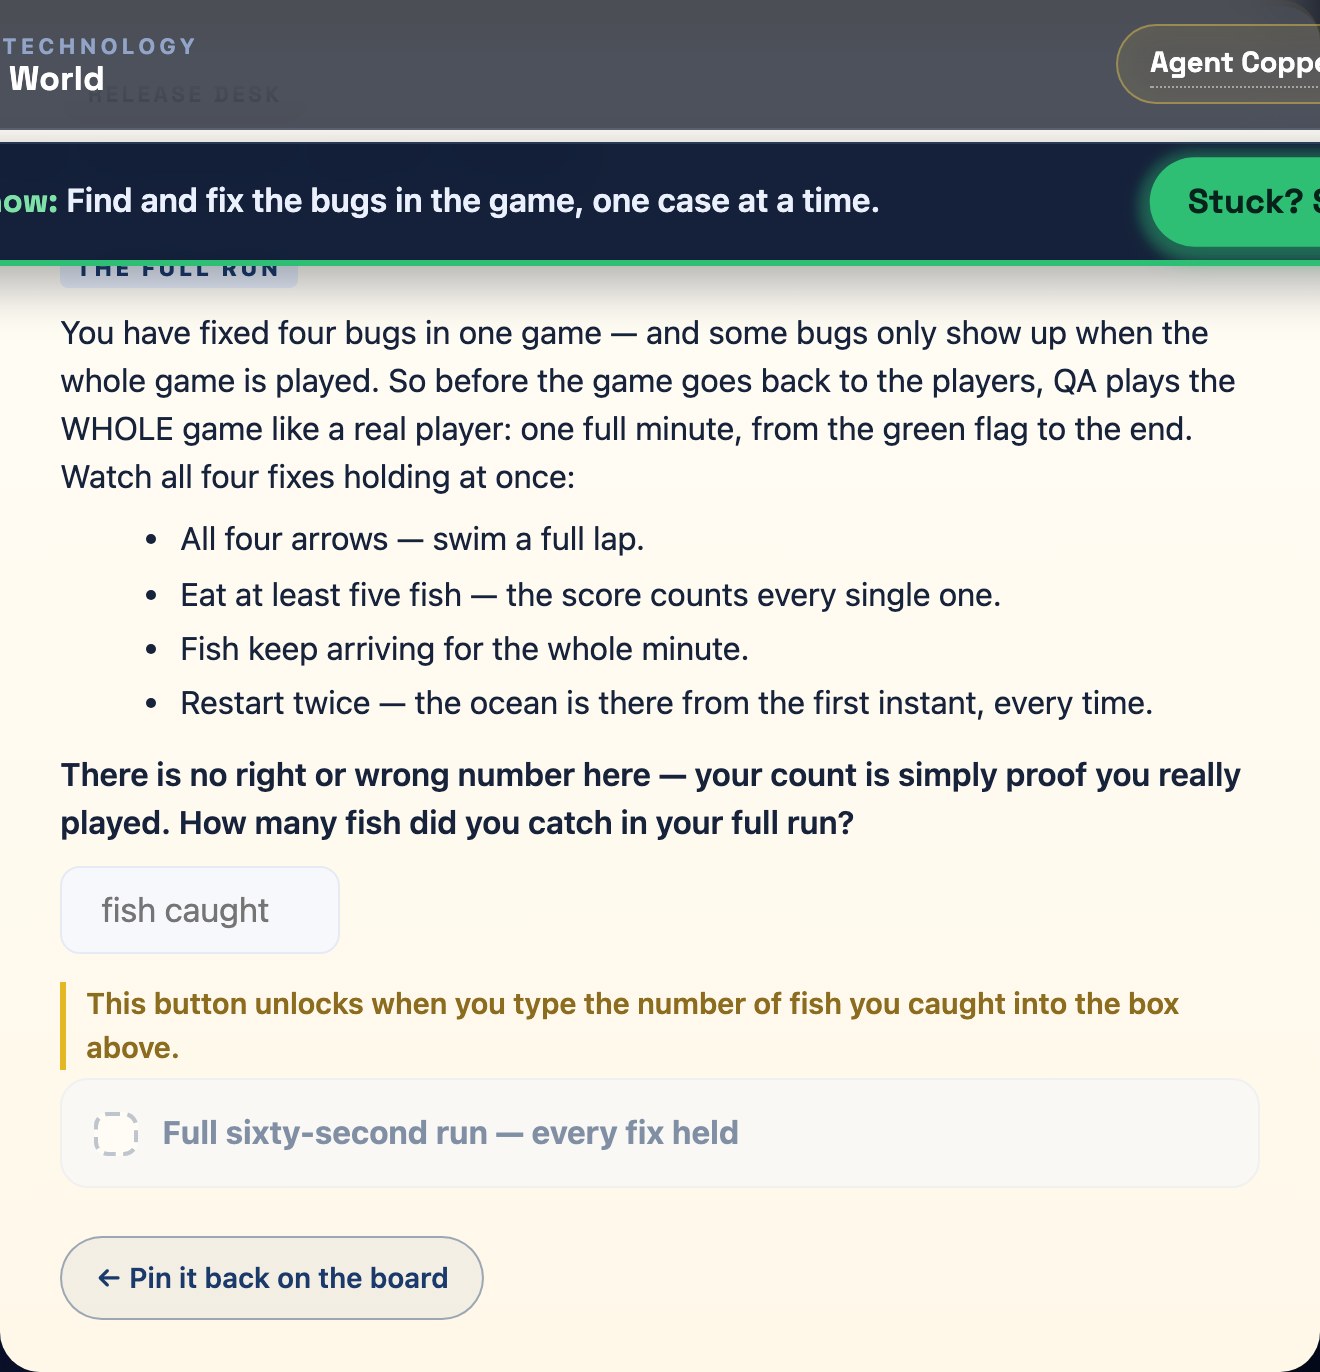 TECHNOLOGY
World
RELEASE DESK
Agent Coppe
ow: Find and fix the bugs in the game, one case at a time.
Stuck? S
THE FULL RUN
You have fixed four bugs in one game — and some bugs only show up when the
whole game is played. So before the game goes back to the players, QA plays the
WHOLE game like a real player: one full minute, from the green flag to the end.
Watch all four fixes holding at once:
• All four arrows — swim a full lap.
• Eat at least five fish — the score counts every single one.
• Fish keep arriving for the whole minute.
• Restart twice — the ocean is there from the first instant, every time.
There is no right or wrong number here — your count is simply proof you really
played. How many fish did you catch in your full run?
fish caught
This button unlocks when you type the number of fish you caught into the box
above.
Full sixty-second run — every fix held
← Pin it back on the board